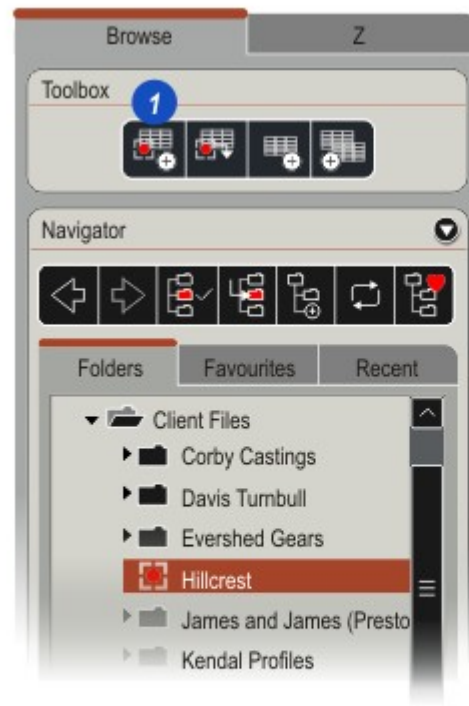 Browse Z
Toolbox
1
Navigator
Folders Favourites Recent
Client Files
Corby Castings
Davis Turnbull
Evershed Gears
Hillcrest
James and James (Presto
Kendal Profiles